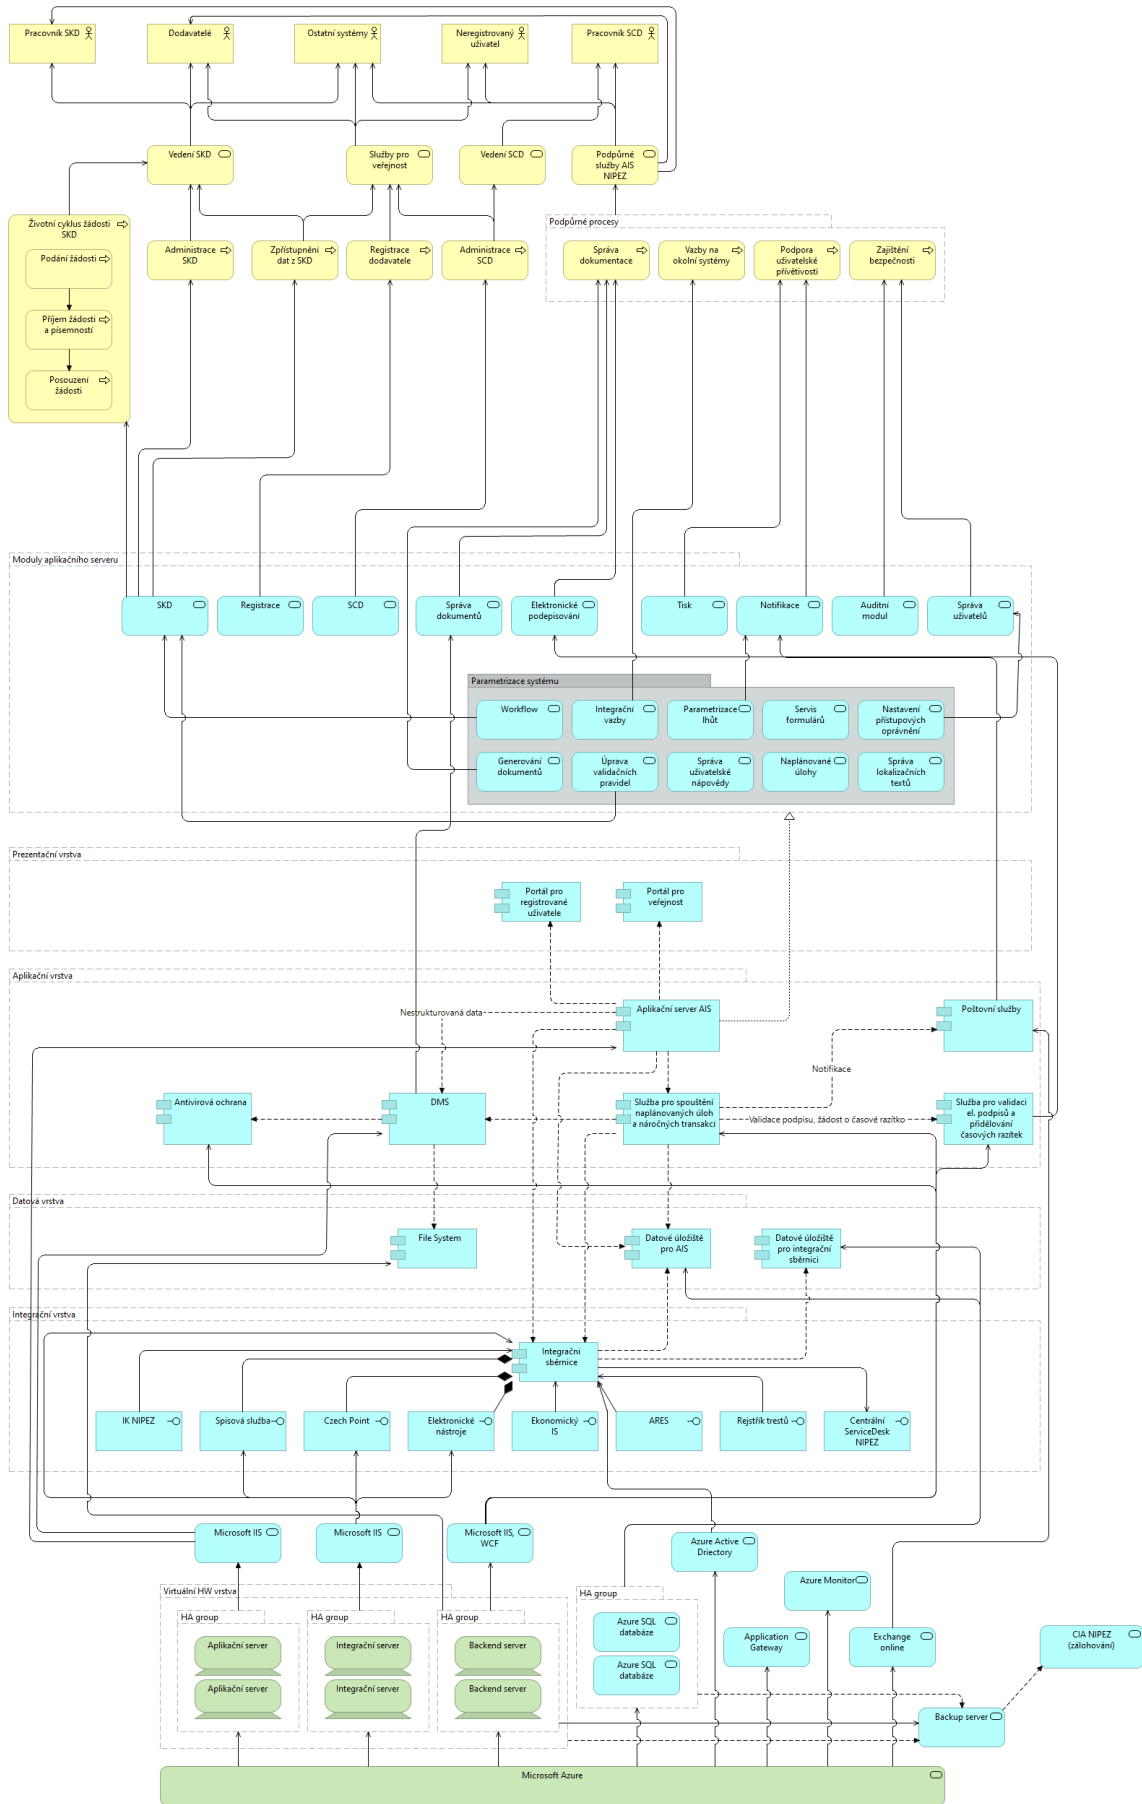 Pracovník SKD
Dodavatelé
Ostatní systémy
Neregistrovaný
uživatel
Pracovník SCD
Vedení SKD
Služby pro
veřejnost
Vedení SCD
Podpůrné
služby AIS
NIPEZ
Životní cyklus žádosti
SKD
Podání žádosti
Příjem žádosti
a písemností
Posouzení
žádosti
Administrace
SKD
Zpřístupnění
dat z SKD
Registrace
dodavatele
Administrace
SCD
Podpůrné procesy
Správa
dokumentace
Vazby na
okolní systémy
Podpora
uživatelské
přívětivosti
Zajištění
bezpečnosti
Moduly aplikačního serveru
SKD
Registrace
SCD
Správa
dokumentů
Elektronické
podepisování
Tisk
Notifikace
Auditní
modul
Správa
uživatelů
Parametrizace systému
Workflow
Integrační
vazby
Parametrizace
lhůt
Servis
formulárů
Nastavení
přístupových
oprávnění
Generování
dokumentů
Úprava
validačních
pravidel
Správa
uživatelské
nápovědy
Naplánované
úlohy
Správa
lokalizačních
textů
Prezentační vrstva
Portál pro
registrované
uživatele
Portál pro
veřejnost
Aplikační vrstva
Nestrukturovaná data
Aplikační server AIS
Poštovní služby
Notifikace
Antivirová ochrana
DMS
Služba pro spouštění
naplánovaných úloh
a náročných transakcí
Validace podpisu, žádost o časové razítko
Služba pro validaci
el. podpisů a
přidělování
časových razítek
Datová vrstva
File System
Datové úložiště
pro AIS
Datové úložiště
pro integrační
sběrnici
Integrační vrstva
Integrační
sběrnice
IK NIPEZ
Spisová služba
Czech Point
Elektronické
nástroje
Ekonomický
IS
ARES
Rejstřík trestů
Centrální
ServiceDesk
NIPEZ
Microsoft IIS
Microsoft IIS
Microsoft IIS,
WCF
Azure Active
Driectory
Azure Monitor
Virtuální HW vrstva
HA group
HA group
HA group
HA group
Aplikační server
Integrační server
Backend server
Aplikační server
Integrační server
Backend server
Azure SQL
databáze
Azure SQL
databáze
Application
Gateway
Exchange
online
CIA NIPEZ
(zálohování)
Backup server
Microsoft Azure